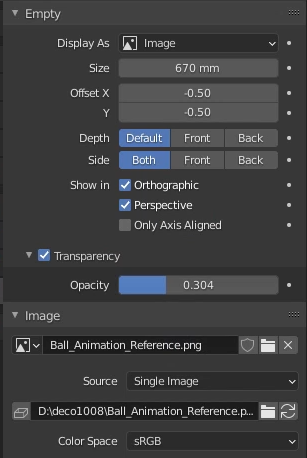 Empty
Display As Image
Size 670 mm
Offset X -0.50
Y -0.50
Depth Default Front Back
Side Both Front Back
Show in Orthographic
Perspective
Only Axis Aligned
Transparency
Opacity 0.304
Image
Ball_Animation_Reference.png
Source Single Image
D:\deco1008\Ball_Animation_Reference.p...
Color Space sRGB